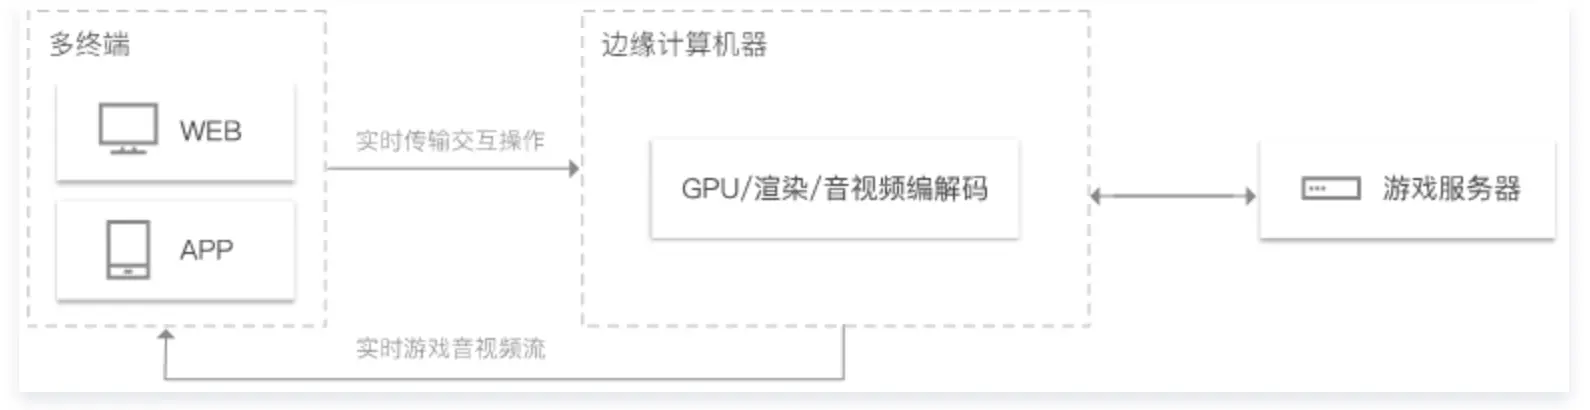 多终端
WEB
APP
实时传输交互操作
实时游戏音视频流
边缘计算机器
GPU/渲染/音视频编解码
游戏服务器